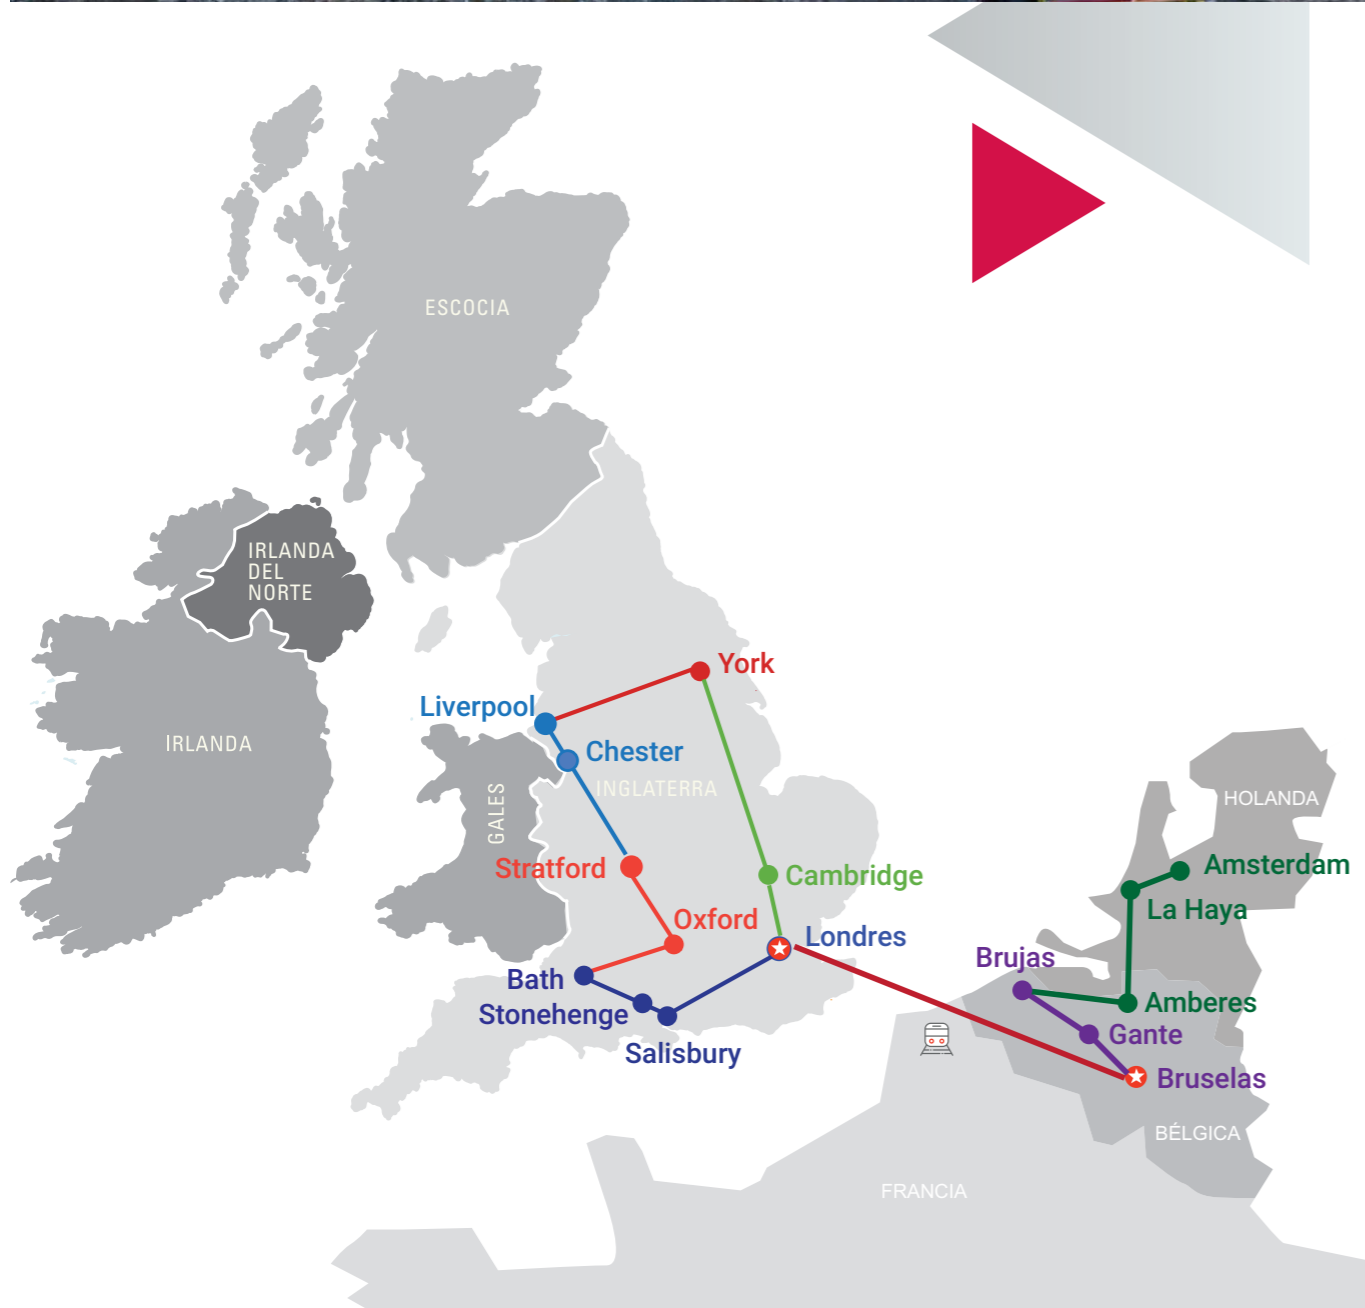 ESCOCIA
IRLANDA
DEL
NORTE
York
Liverpool
IRLANDA
Chester
INGLATERRA
GALES
HOLANDA
Stratford
Cambridge
Amsterdam
La Haya
Oxford
Londres
Brujas
Bath
Stonehenge
Amberes
Gante
Salisbury
Bruselas
BÉLGICA
FRANCIA